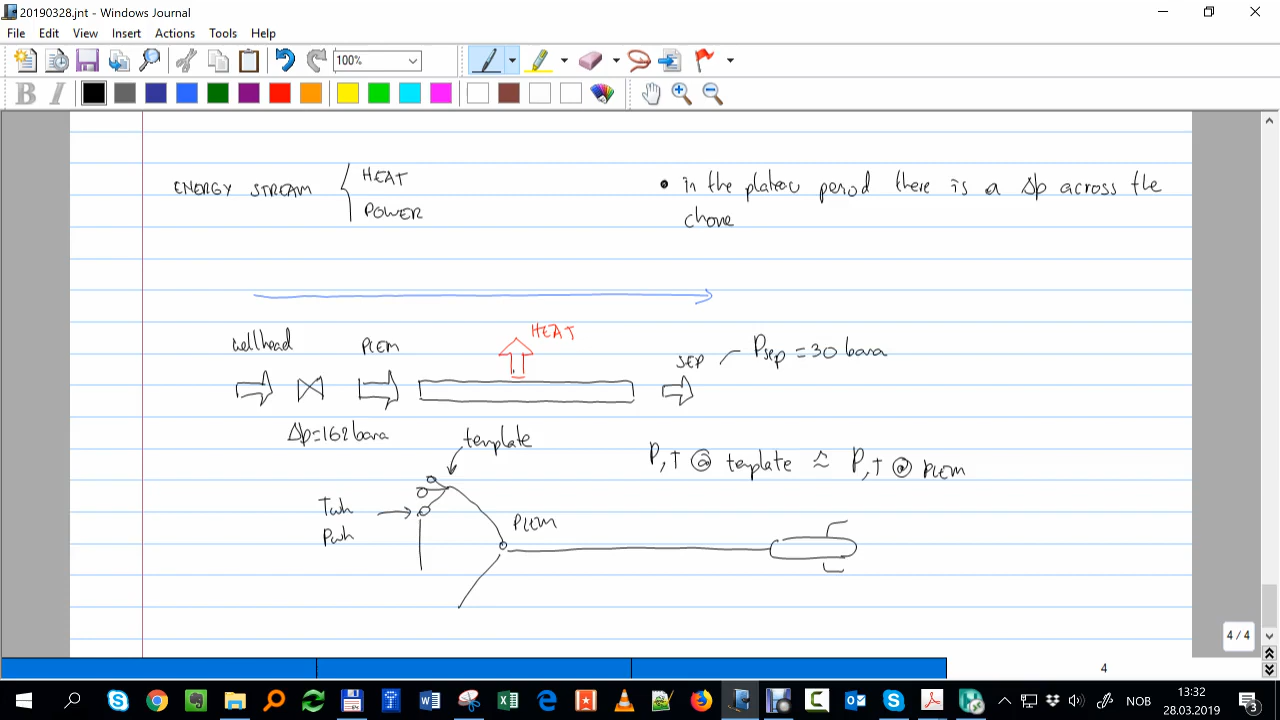 20190328.jnt - Windows Journal
File Edit View Insert Actions Tools Help
100%
B I
ENERGY STREAM
HEAT
POWER
• in the plateau period there is a Δp across the
choke
HEAT
wellhead
PLEM
SEP
Psep = 30 bara
Δp=162 bara
template
P,T @ template ≈ P,T @ PLEM
Twh
Pwh
PLEM
4 / 4
4
NOB
13:32
28.03.2019
3